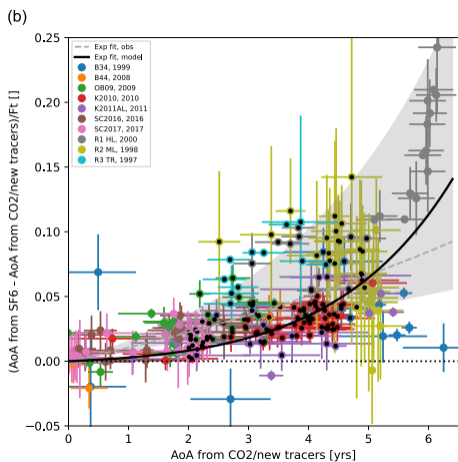 (b)
(AoA from SF6 - AoA from CO2/new tracers)/Ft []
0.25
0.20
0.15
0.10
0.05
0.00
−0.05
Exp fit, obs
Exp fit, model
B34, 1999
B44, 2008
OB09, 2009
K2010, 2010
K2011AL, 2011
SC2016, 2016
SC2017, 2017
R1 HL, 2000
R2 ML, 1998
R3 TR, 1997
0 1 2 3 4 5 6
AoA from CO2/new tracers [yrs]